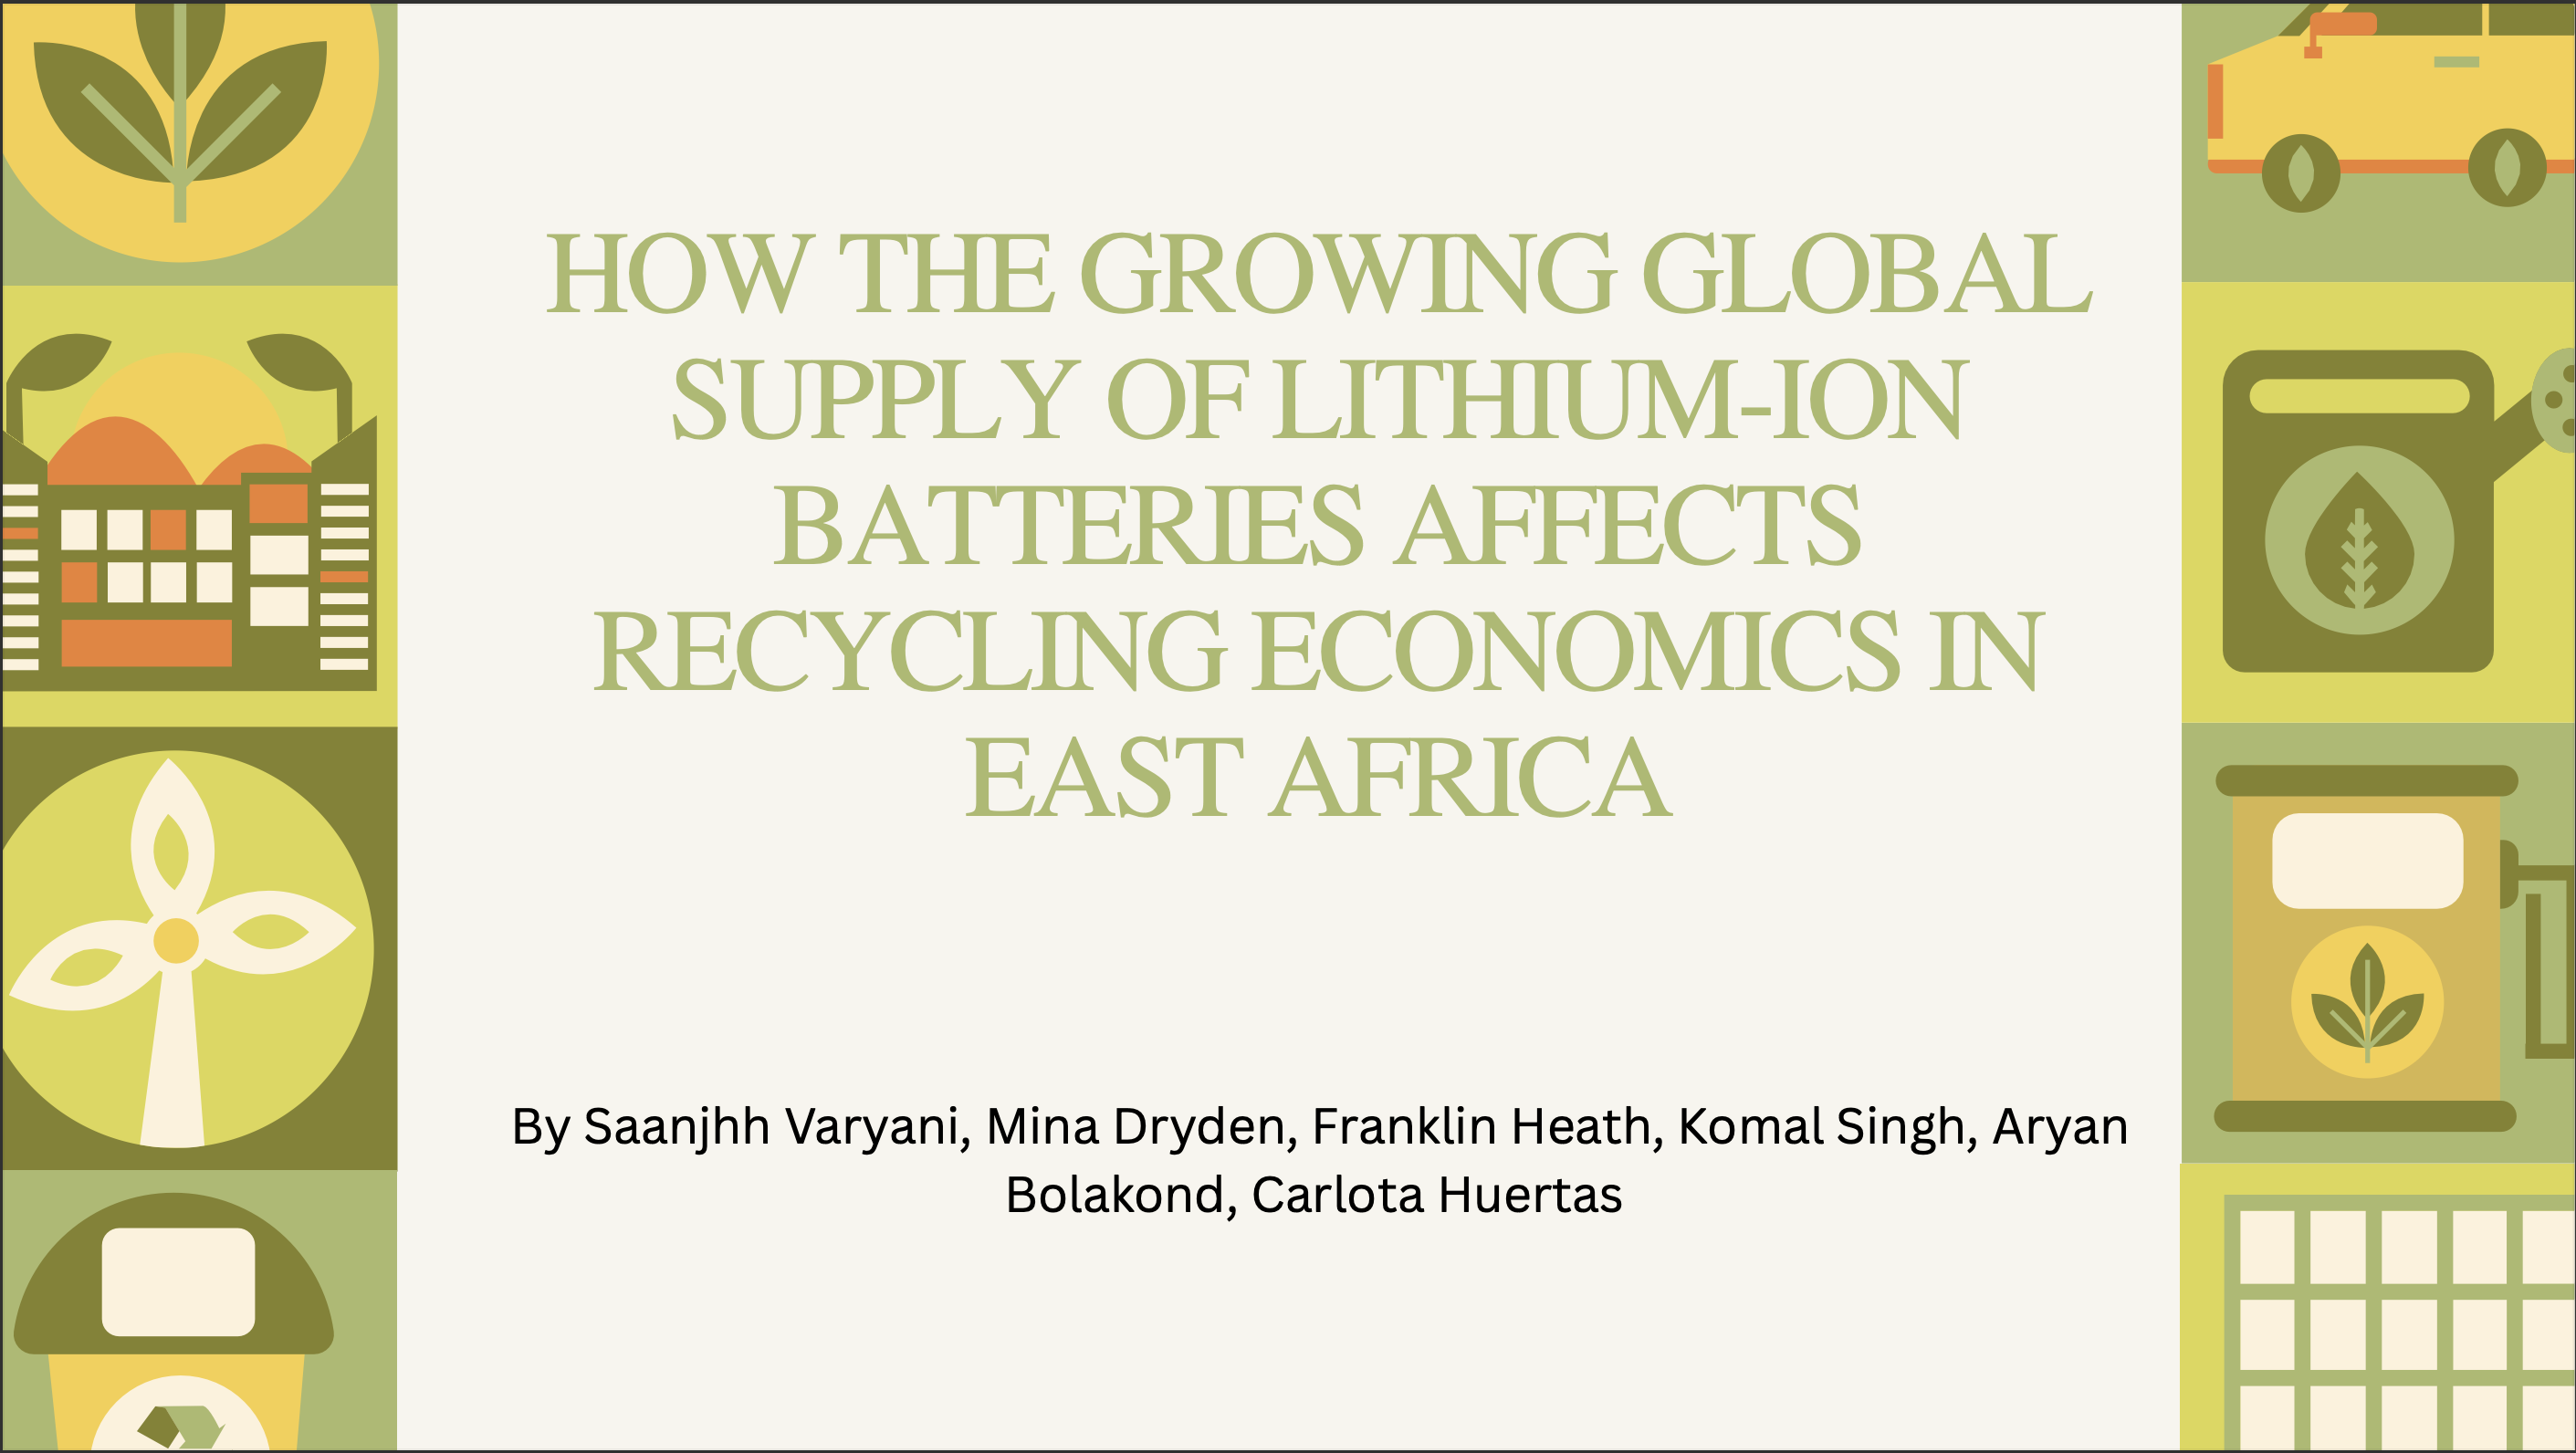 HOW THE GROWING GLOBAL
SUPPLY OF LITHIUM-ION
BATTERIES AFFECTS
RECYCLING ECONOMICS IN
EAST AFRICA
By Saanjhh Varyani, Mina Dryden, Franklin Heath, Komal Singh, Aryan
Bolakond, Carlota Huertas